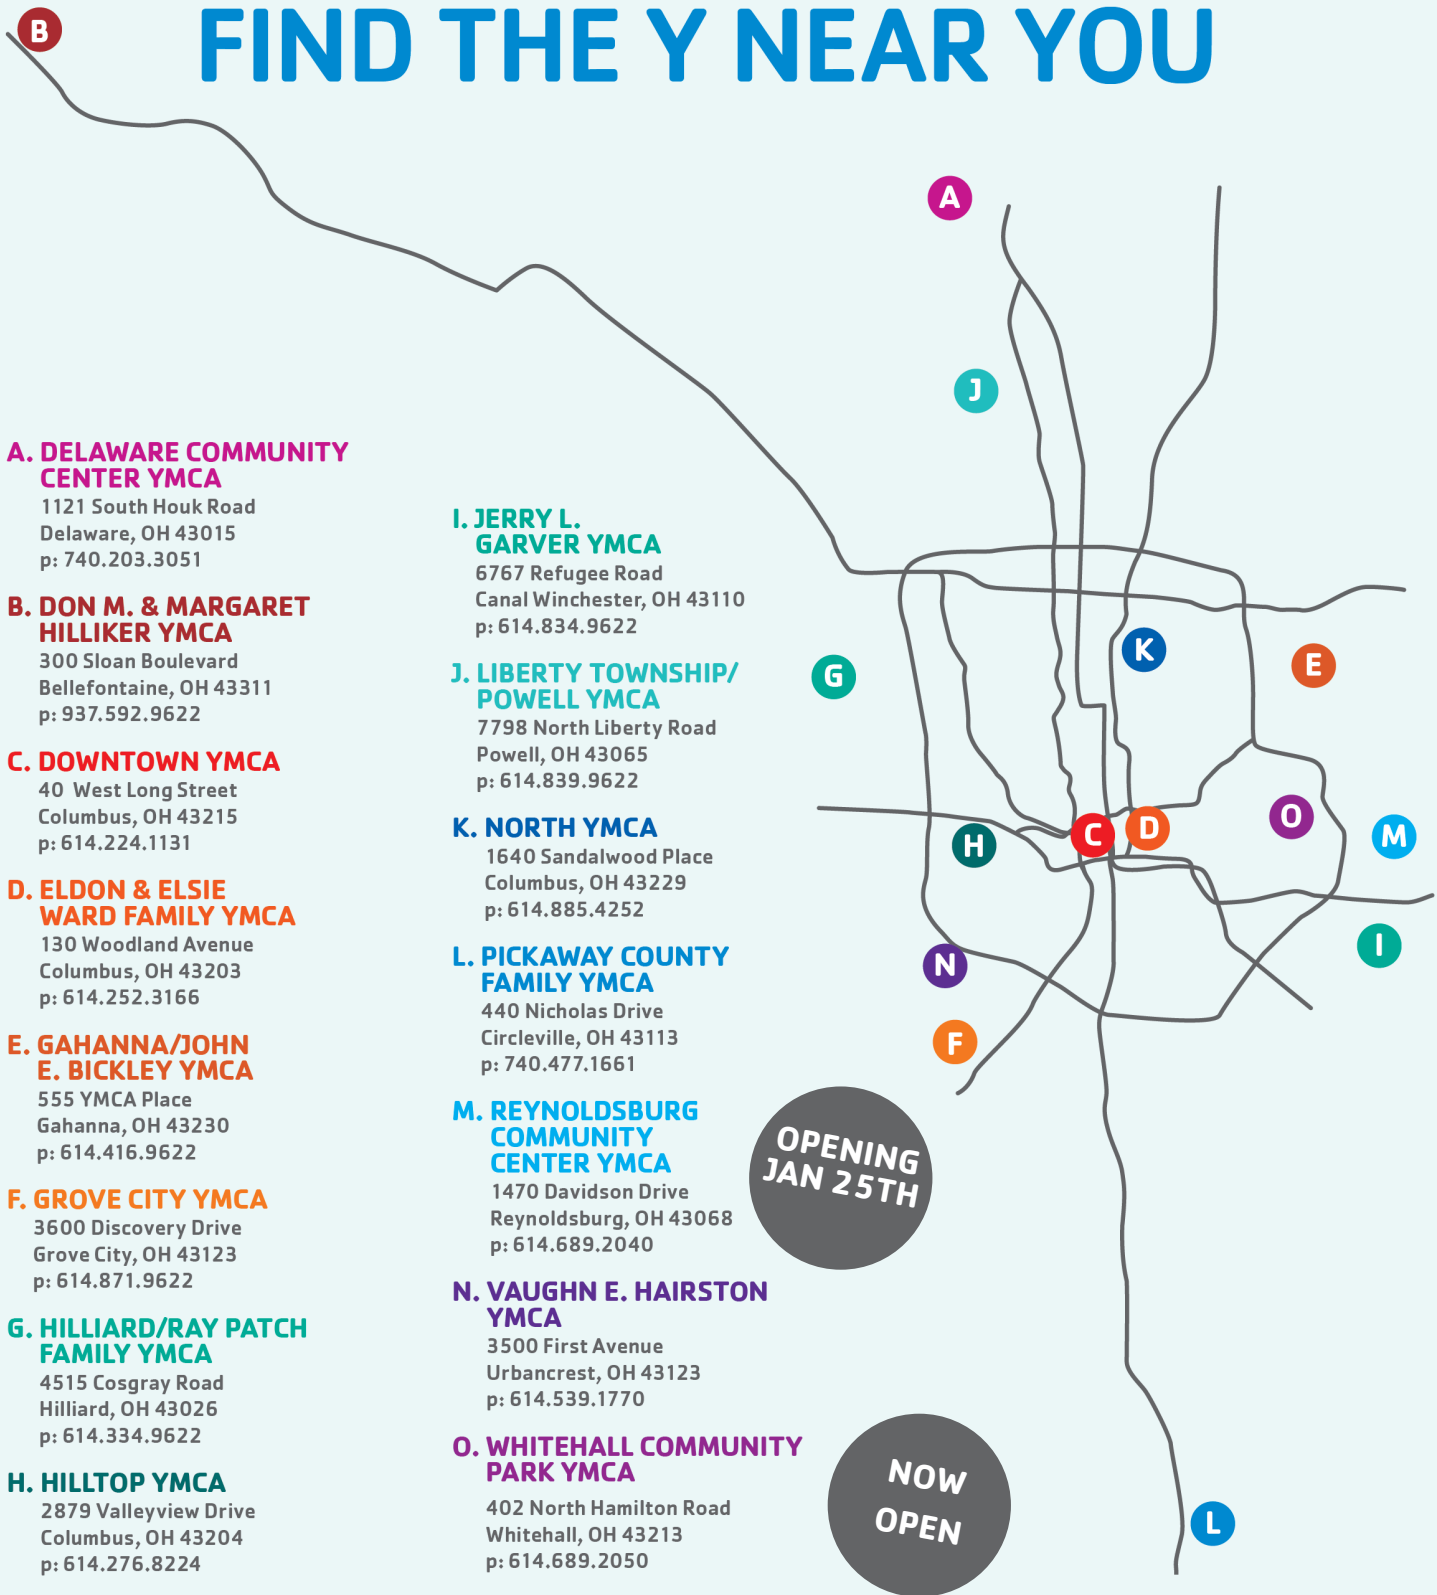 FIND THE Y NEAR YOU
B
A
J
K
E
G
O
M
H
C
D
I
N
F
L
A. DELAWARE COMMUNITY
CENTER YMCA
1121 South Houk Road
Delaware, OH 43015
p: 740.203.3051
B. DON M. & MARGARET
HILLIKER YMCA
300 Sloan Boulevard
Bellefontaine, OH 43311
p: 937.592.9622
C. DOWNTOWN YMCA
40 West Long Street
Columbus, OH 43215
p: 614.224.1131
D. ELDON & ELSIE
WARD FAMILY YMCA
130 Woodland Avenue
Columbus, OH 43203
p: 614.252.3166
E. GAHANNA/JOHN
E. BICKLEY YMCA
555 YMCA Place
Gahanna, OH 43230
p: 614.416.9622
F. GROVE CITY YMCA
3600 Discovery Drive
Grove City, OH 43123
p: 614.871.9622
G. HILLIARD/RAY PATCH
FAMILY YMCA
4515 Cosgray Road
Hilliard, OH 43026
p: 614.334.9622
H. HILLTOP YMCA
2879 Valleyview Drive
Columbus, OH 43204
p: 614.276.8224
I. JERRY L.
GARVER YMCA
6767 Refugee Road
Canal Winchester, OH 43110
p: 614.834.9622
J. LIBERTY TOWNSHIP/
POWELL YMCA
7798 North Liberty Road
Powell, OH 43065
p: 614.839.9622
K. NORTH YMCA
1640 Sandalwood Place
Columbus, OH 43229
p: 614.885.4252
L. PICKAWAY COUNTY
FAMILY YMCA
440 Nicholas Drive
Circleville, OH 43113
p: 740.477.1661
M. REYNOLDSBURG
COMMUNITY
CENTER YMCA
1470 Davidson Drive
Reynoldsburg, OH 43068
p: 614.689.2040
OPENING
JAN 25TH
N. VAUGHN E. HAIRSTON
YMCA
3500 First Avenue
Urbancrest, OH 43123
p: 614.539.1770
O. WHITEHALL COMMUNITY
PARK YMCA
402 North Hamilton Road
Whitehall, OH 43213
p: 614.689.2050
NOW
OPEN